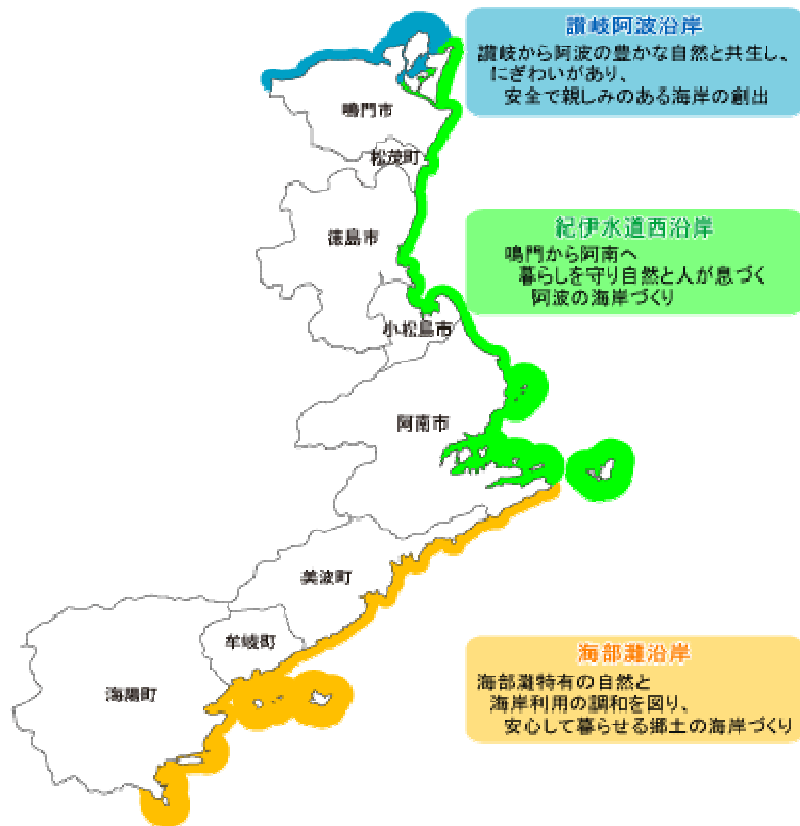 讃岐阿波沿岸
讃岐から阿波の豊かな自然と共生し、
にぎわいがあり、
安全で親しみのある海岸の創出
鳴門市
松茂町
徳島市
紀伊水道西沿岸
鳴門から阿南へ
暮らしを守り自然と人が息づく
阿波の海岸づくり
小松島市
阿南市
美波町
牟岐町
海陽町
海部灘沿岸
海部灘特有の自然と
海岸利用の調和を図り、
安心して暮らせる郷土の海岸づくり